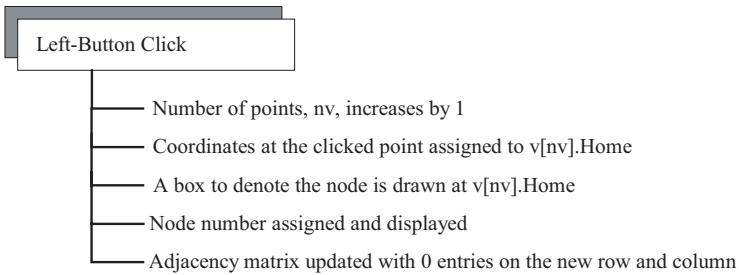 Left-Button Click
Number of points, nv, increases by 1
Coordinates at the clicked point assigned to v[nv].Home
A box to denote the node is drawn at v[nv].Home
Node number assigned and displayed
Adjacency matrix updated with 0 entries on the new row and column